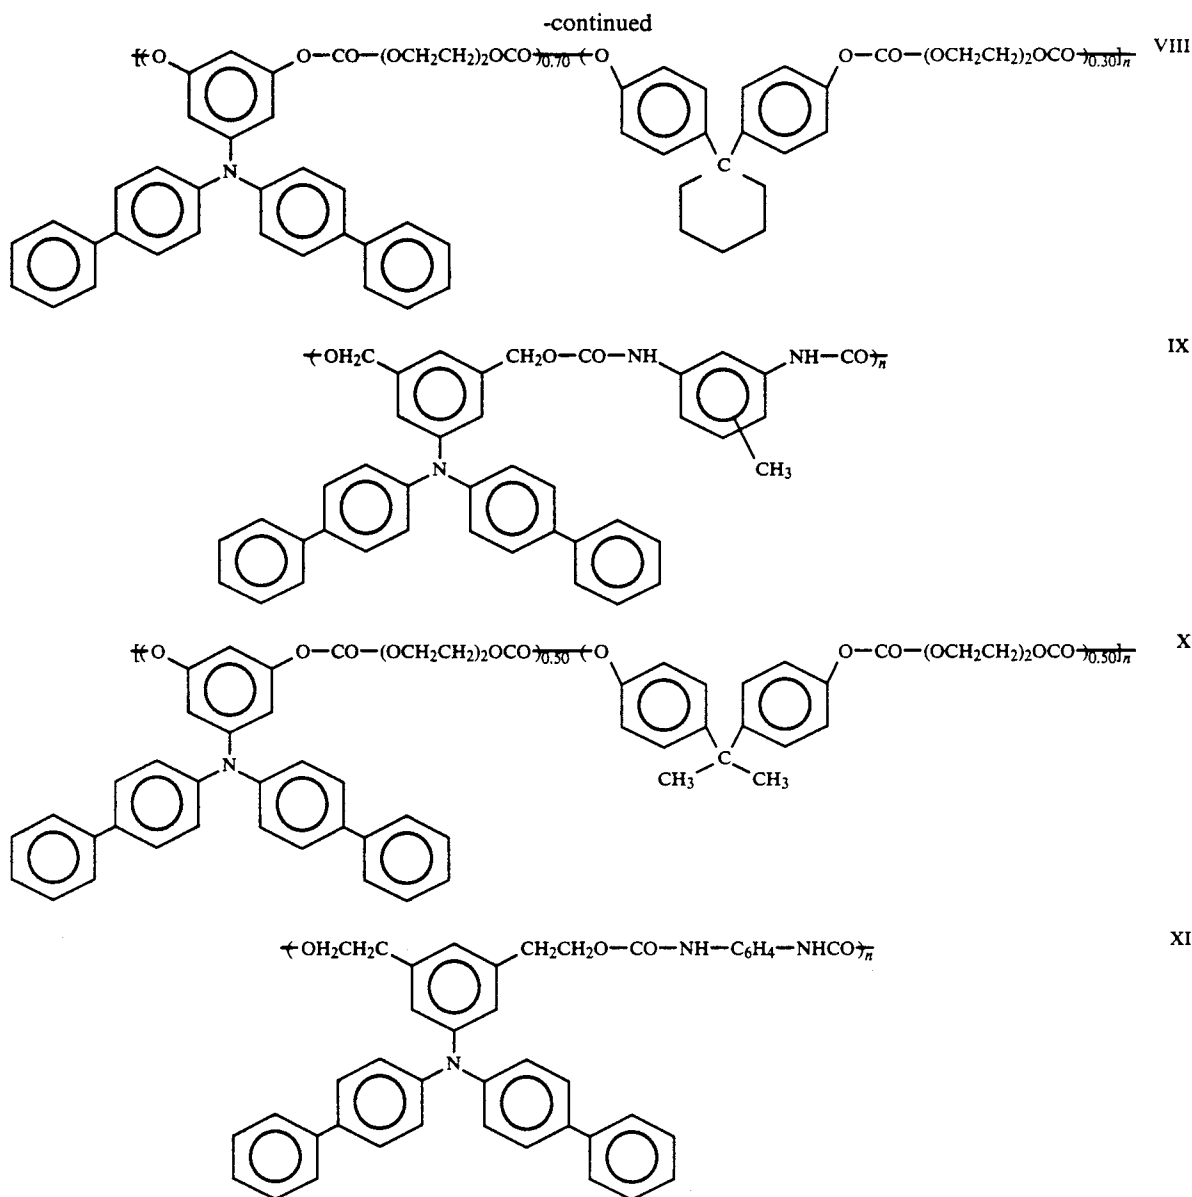 -continued
[(O O—CO—(OCH2CH2)2OCO)0.70 (O O—CO—(OCH2CH2)2OCO)0.30]n VIII
N
C
(OH2C CH2O—CO—NH NH—CO)n IX
N
CH3
[(O O—CO—(OCH2CH2)2OCO)0.50 (O O—CO—(OCH2CH2)2OCO)0.50]n X
N
C
CH3 CH3
(OH2CH2C CH2CH2O—CO—NH—C6H4—NHCO)n XI
N